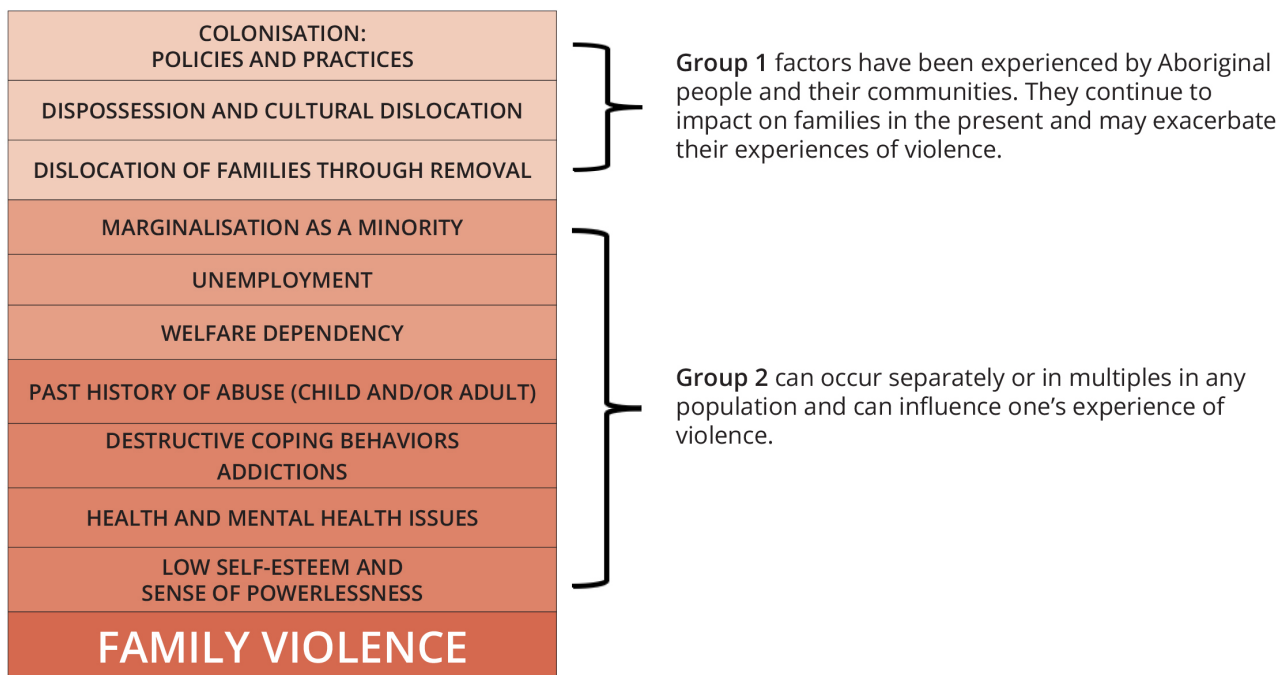 COLONISATION:
POLICIES AND PRACTICES
DISPOSSESSION AND CULTURAL DISLOCATION
DISLOCATION OF FAMILIES THROUGH REMOVAL
MARGINALISATION AS A MINORITY
UNEMPLOYMENT
WELFARE DEPENDENCY
PAST HISTORY OF ABUSE (CHILD AND/OR ADULT)
DESTRUCTIVE COPING BEHAVIORS
ADDICTIONS
HEALTH AND MENTAL HEALTH ISSUES
LOW SELF-ESTEEM AND
SENSE OF POWERLESSNESS
FAMILY VIOLENCE
Group 1 factors have been experienced by Aboriginal
people and their communities. They continue to
impact on families in the present and may exacerbate
their experiences of violence.
Group 2 can occur separately or in multiples in any
population and can influence one’s experience of
violence.